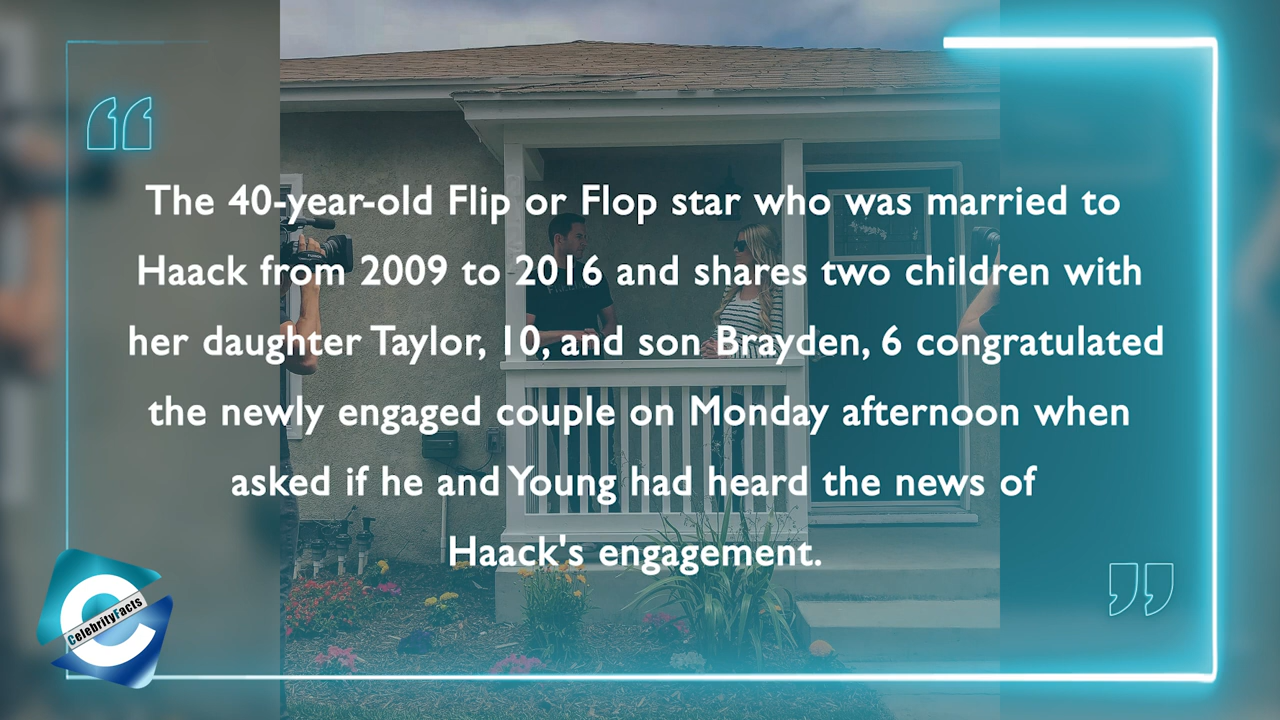 The 40-year-old Flip or Flop star who was married to
Haack from 2009 to 2016 and shares two children with
her daughter Taylor, 10, and son Brayden, 6 congratulated
the newly engaged couple on Monday afternoon when
asked if he and Young had heard the news of
Haack's engagement.
CelebrityFacts